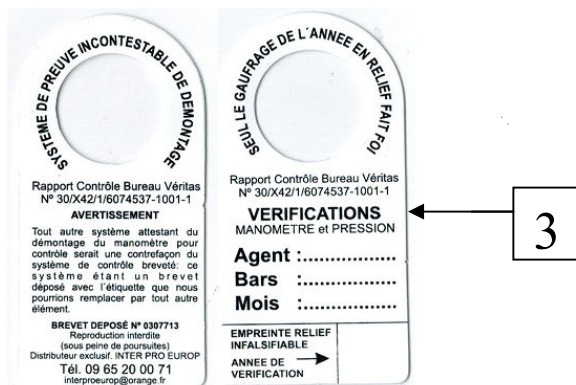 SYSTEME DE PREUVE INCONTESTABLE DE DEMONTAGE
Rapport Contrôle Bureau Véritas
Nº 30/X42/1/6074537-1001-1
AVERTISSEMENT
Tout autre système attestant du
démontage du manomètre pour
contrôle serait une contrefaçon du
système de contrôle breveté: ce
système étant un brevet
déposé avec l'étiquette que nous
pourrions remplacer par tout autre
élément.
BREVET DEPOSÉ Nº 0307713
Reproduction interdite
(sous peine de poursuites)
Distributeur exclusif. INTER PRO EUROP
Tél. 09 65 20 00 71
interproeurop@orange.fr
SEUL LE GAUFRAGE DE L´ANNEE EN RELIEF FAIT FOI
Rapport Contrôle Bureau Véritas
Nº 30/X42/1/6074537-1001-1
VERIFICATIONS
MANOMETRE et PRESSION
Agent :..................
Bars :..................
Mois :..................
EMPREINTE RELIEF
INFALSIFIABLE
ANNEE DE
VERIFICATION
3